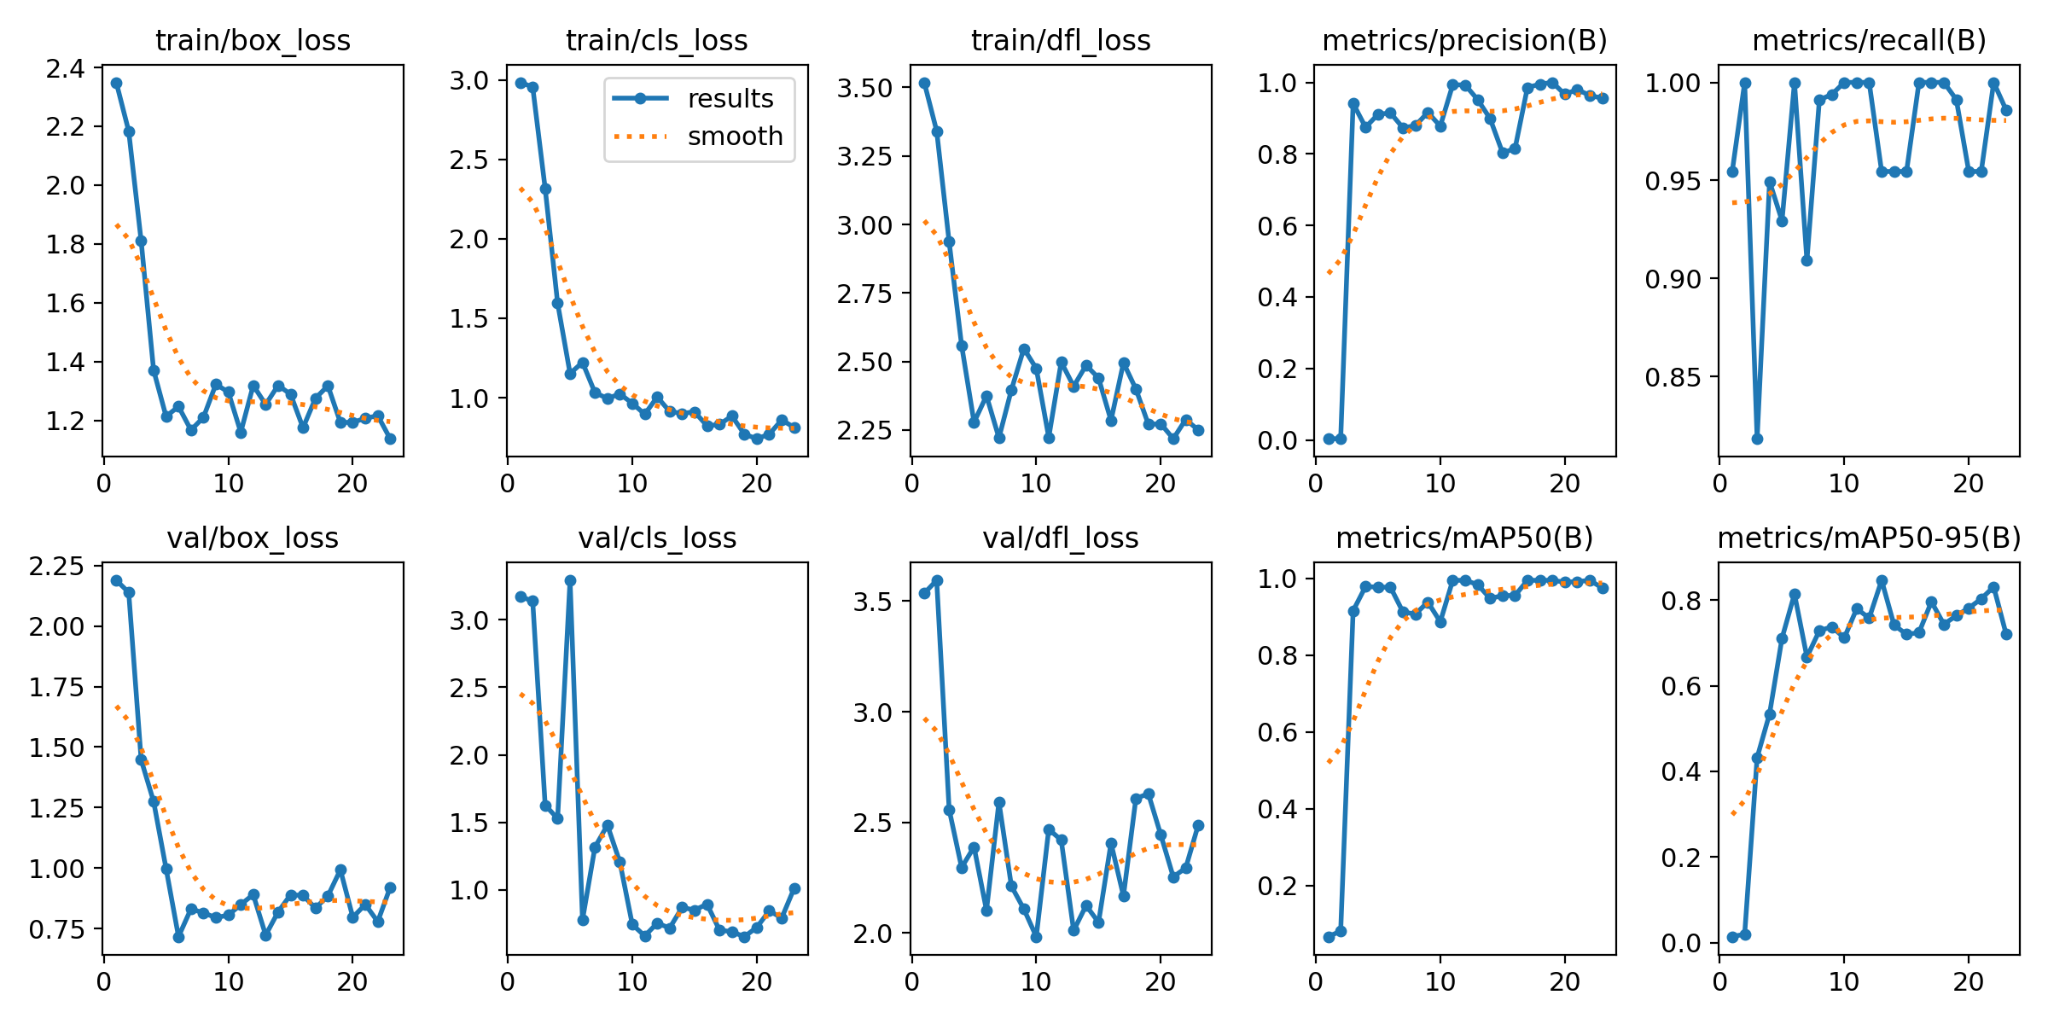 train/box_loss
train/cls_loss
train/dfl_loss
metrics/precision(B)
metrics/recall(B)
2.4
2.2
2.0
1.8
1.6
1.4
1.2
0 10 20
3.0
2.5
2.0
1.5
1.0
0 10 20
results
smooth
3.50
3.25
3.00
2.75
2.50
2.25
0 10 20
1.0
0.8
0.6
0.4
0.2
0.0
0 10 20
1.00
0.95
0.90
0.85
0 10 20
val/box_loss
val/cls_loss
val/dfl_loss
metrics/mAP50(B)
metrics/mAP50-95(B)
2.25
2.00
1.75
1.50
1.25
1.00
0.75
0 10 20
3.0
2.5
2.0
1.5
1.0
0 10 20
3.5
3.0
2.5
2.0
0 10 20
1.0
0.8
0.6
0.4
0.2
0 10 20
0.8
0.6
0.4
0.2
0.0
0 10 20